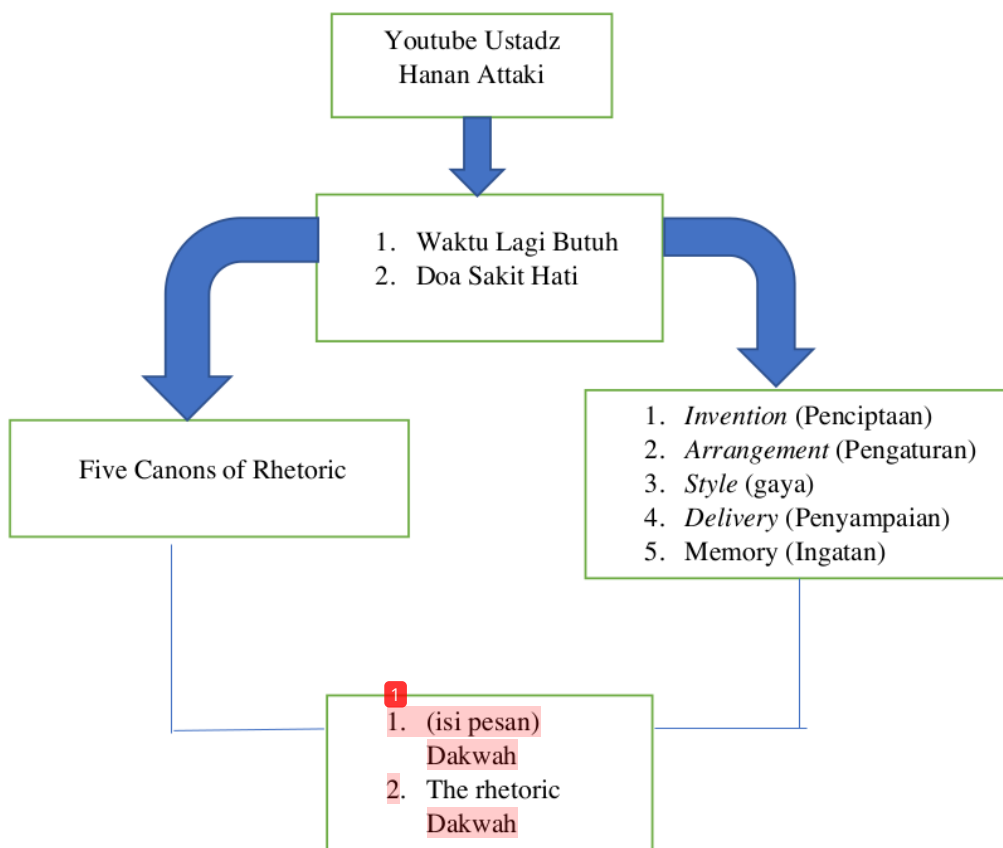 Youtube Ustadz
Hanan Attaki
1. Waktu Lagi Butuh
2. Doa Sakit Hati
Five Canons of Rhetoric
1. Invention (Penciptaan)
2. Arrangement (Pengaturan)
3. Style (gaya)
4. Delivery (Penyampaian)
5. Memory (Ingatan)
1
1. (isi pesan)
Dakwah
2. The rhetoric
Dakwah